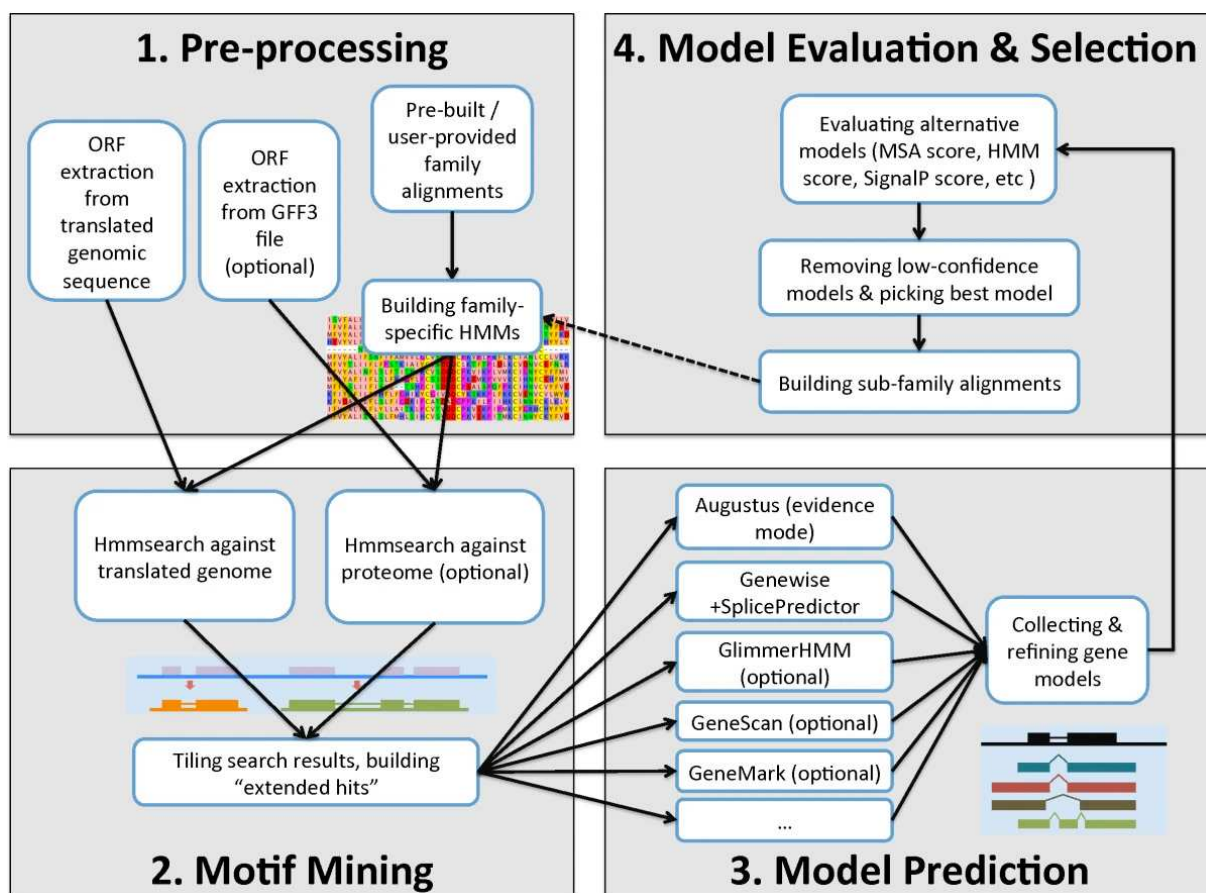 1. Pre-processing
ORF
extraction
from
translated
genomic
sequence
ORF
extraction
from GFF3
file
(optional)
Pre-built /
user-provided
family
alignments
Building family-
specific HMMs
4. Model Evaluation & Selection
Evaluating alternative
models (MSA score, HMM
score, SignalP score, etc )
Removing low-confidence
models & picking best model
Building sub-family alignments
Hmmsearch against
translated genome
Hmmsearch against
proteome (optional)
Tiling search results, building
“extended hits”
2. Motif Mining
Augustus (evidence
mode)
Genewise
+SplicePredictor
GlimmerHMM
(optional)
GeneScan (optional)
GeneMark (optional)
...
Collecting &
refining gene
models
3. Model Prediction